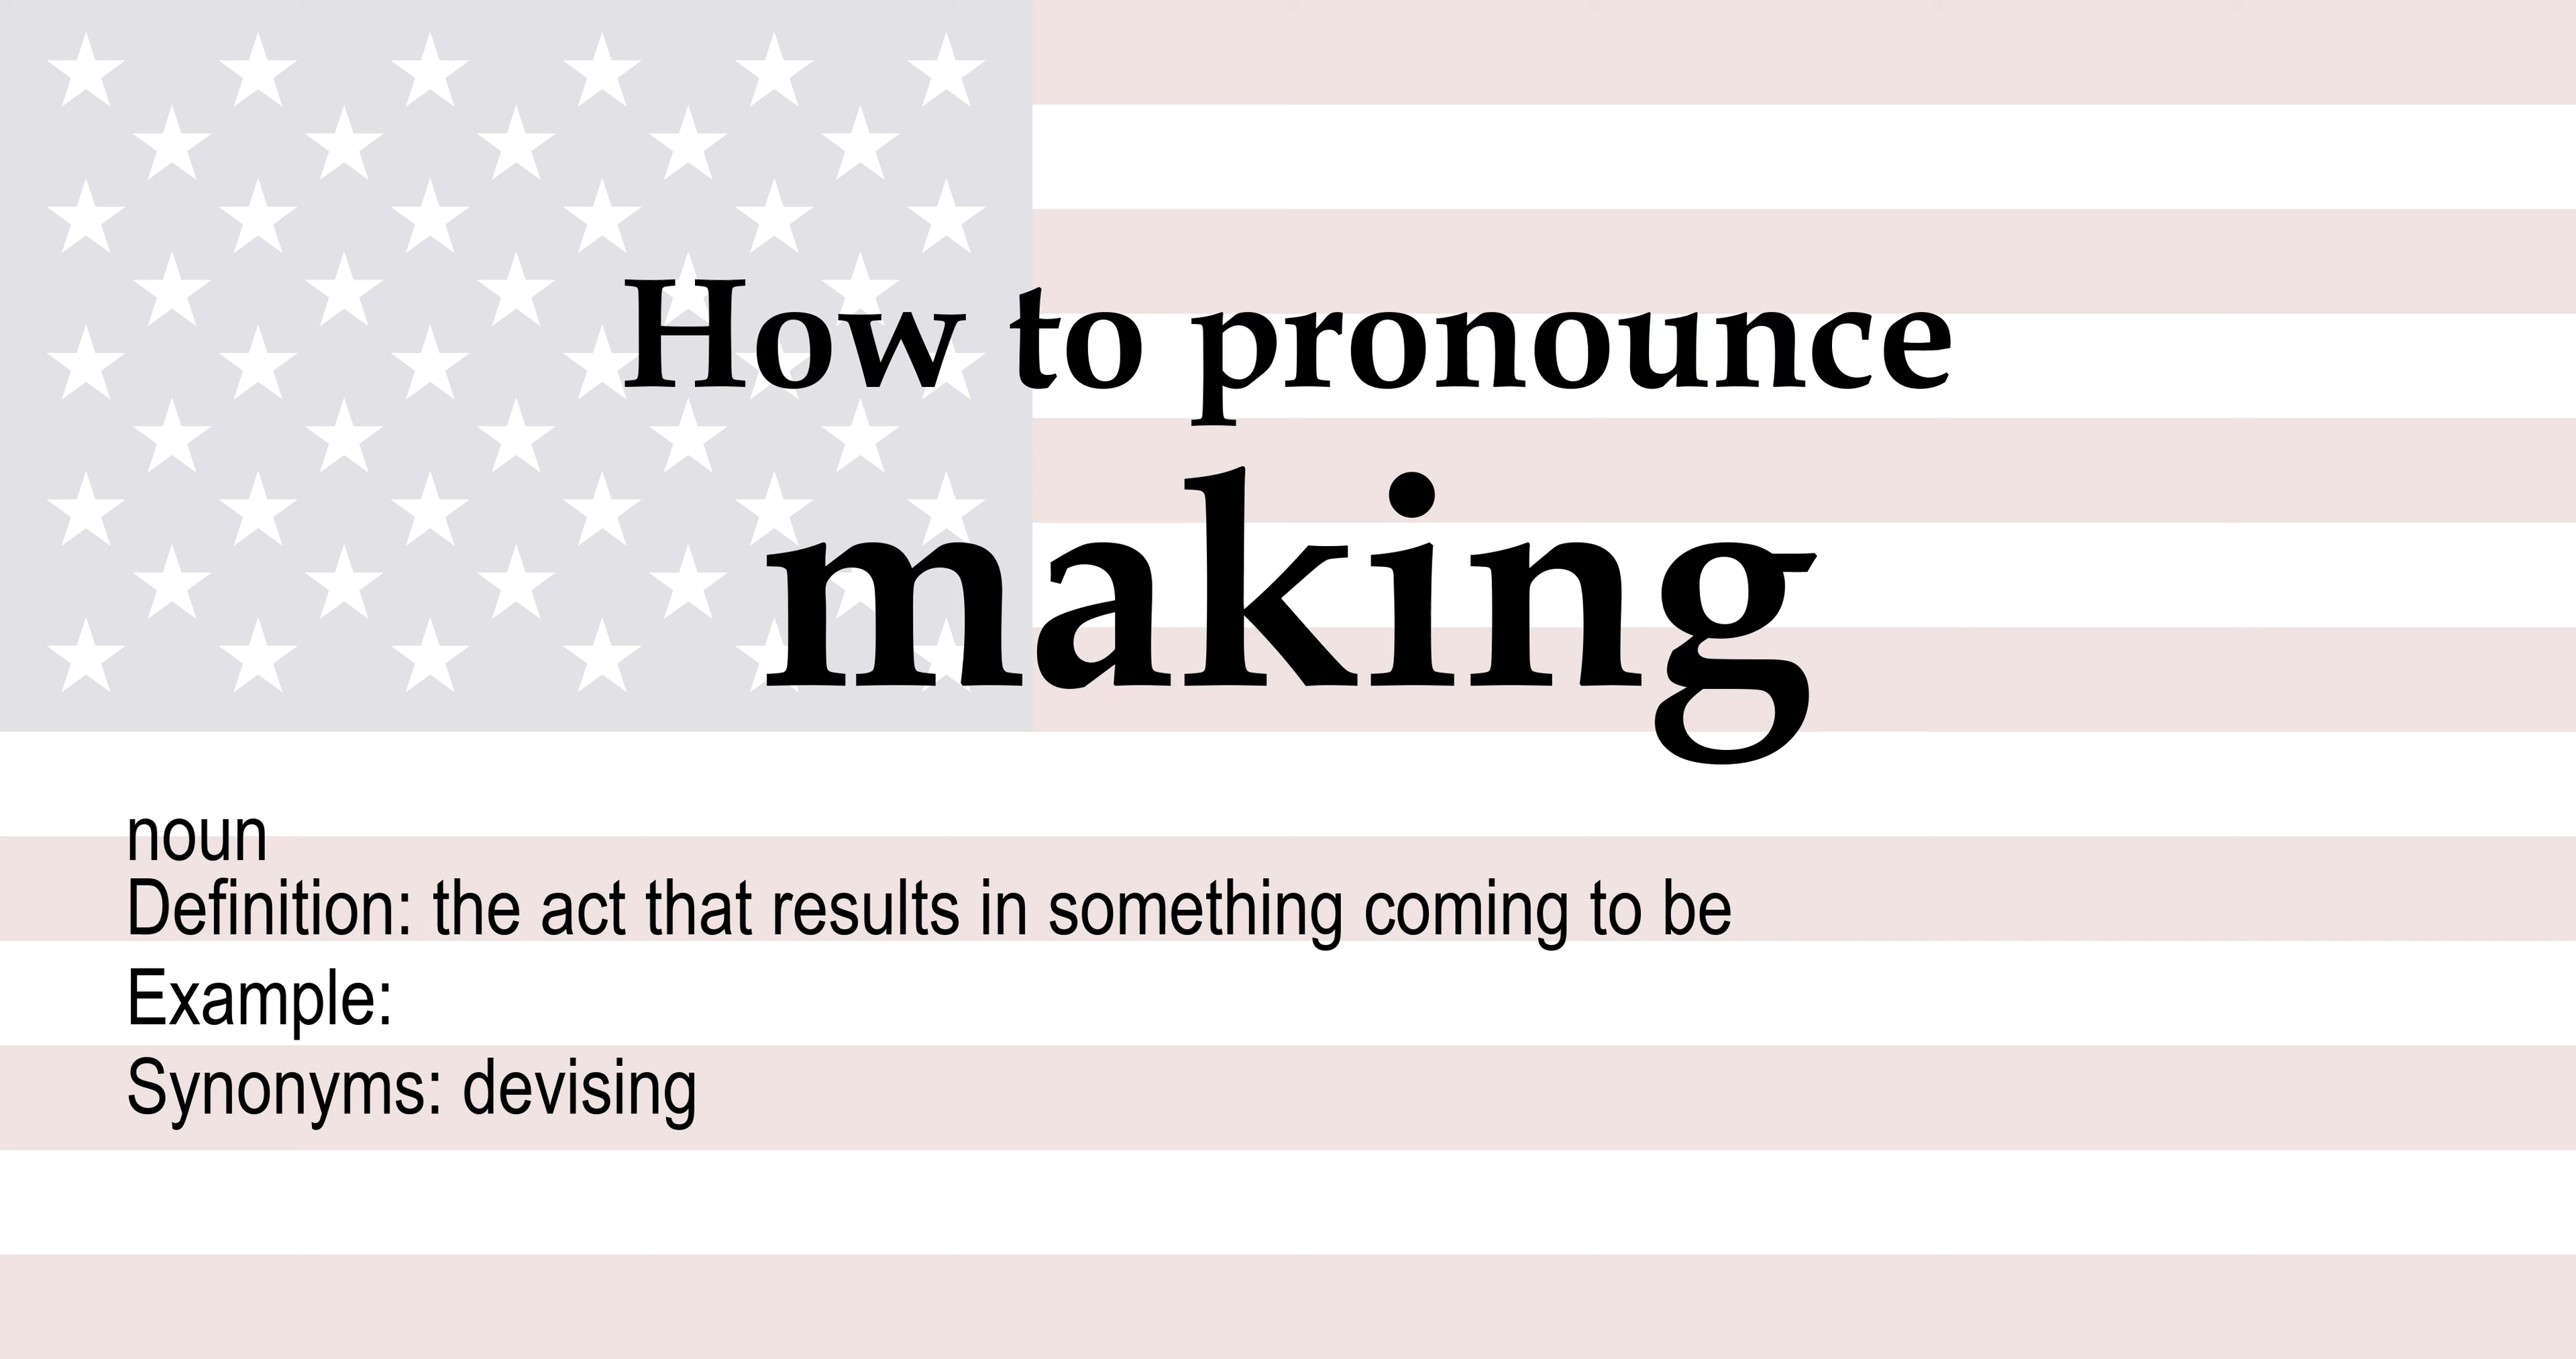 How to pronounce
making
noun
Definition: the act that results in something coming to be
Example:
Synonyms: devising